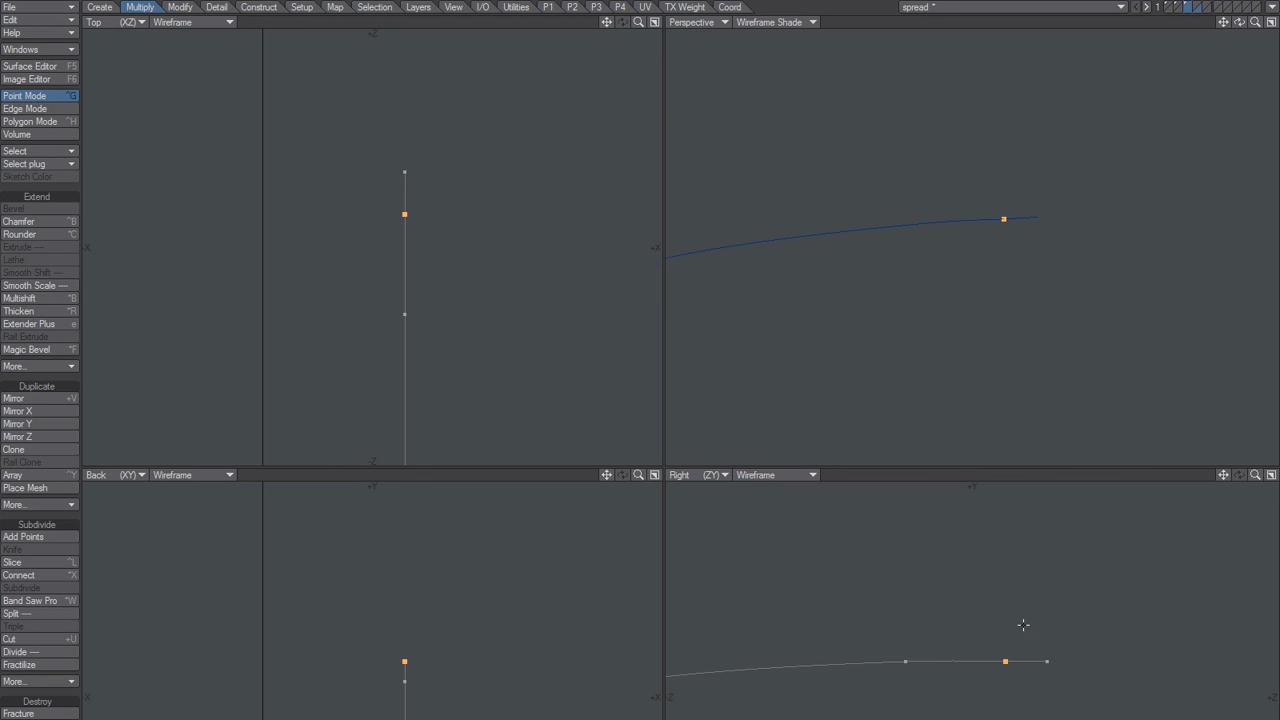 File Create Multiply Modify Detail Construct Setup Map Selection Layers View I/O Utilities P1 P2 P3 P4 UV TX Weight Coord spread * 1
Edit Top (XZ) Wireframe Perspective Wireframe Shade
Help
Windows
Surface Editor F5
Image Editor F6
Point Mode ^G
Edge Mode
Polygon Mode ^H
Volume
Select
Select plug
Sketch Color
Extend
Bevel
Chamfer ^B
Rounder ^C
Extrude ---
Lathe
Smooth Shift ---
Smooth Scale ---
Multishift ^B
Thicken ^R
Extender Plus e
Rail Extrude
Magic Bevel ^F
More...
Duplicate
Mirror +V
Mirror X
Mirror Y
Mirror Z
Clone
Rail Clone
Array ^Y
Place Mesh
More...
Subdivide
Add Points
Knife
Slice ^L
Connect ^X
Subdivide
Band Saw Pro ^W
Split ---
Triple
Cut +U
Divide ---
Fractilize
More...
Destroy
Fracture
+Z
-X +X
-Z
Back (XY) Wireframe Right (ZY) Wireframe
+Y +Y
-X +X -Z +Z